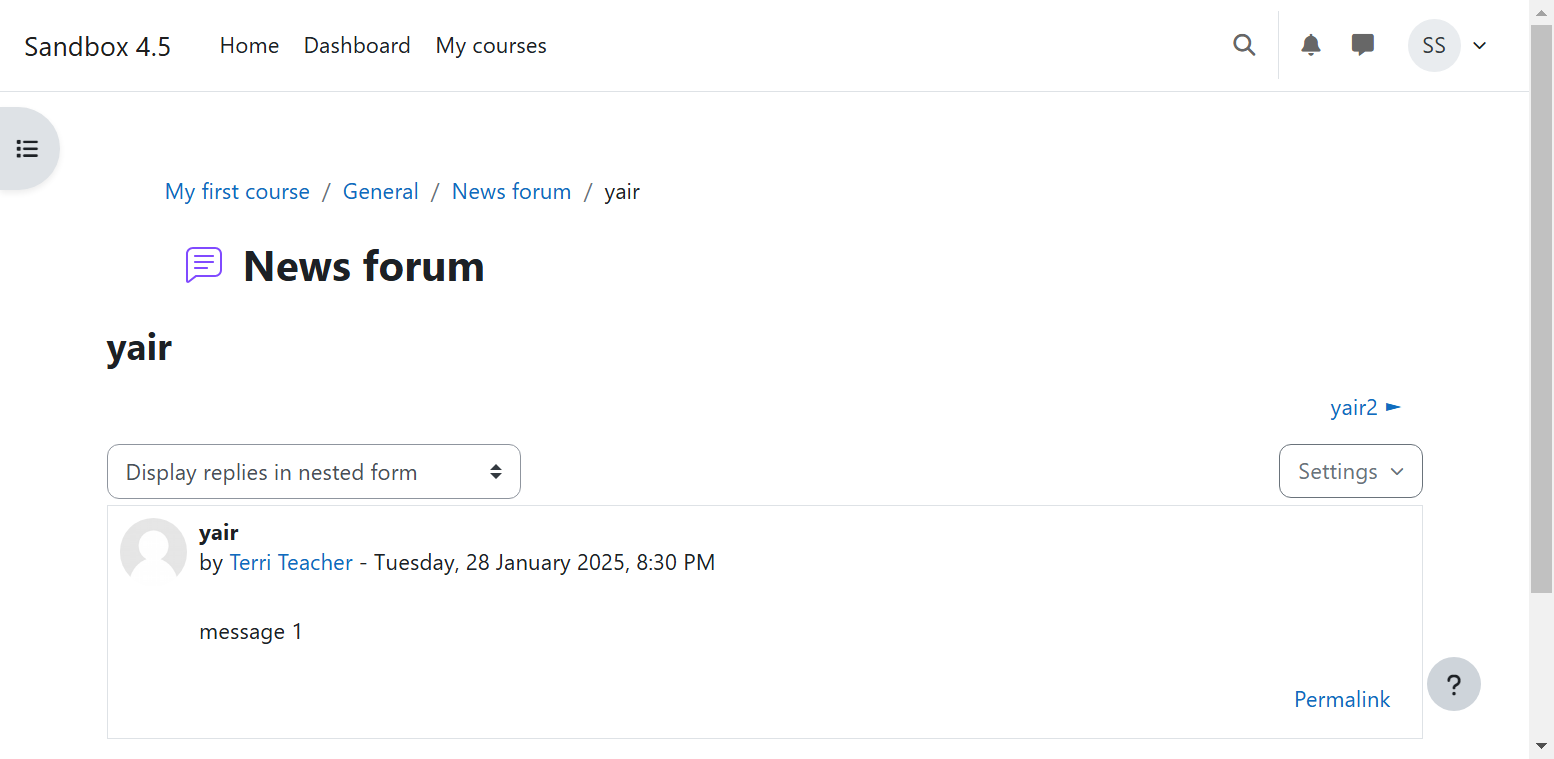 Sandbox 4.5 Home Dashboard My courses SS
My first course / General / News forum / yair
News forum
yair
yair2 ►
Display replies in nested form Settings
yair
by Terri Teacher - Tuesday, 28 January 2025, 8:30 PM
message 1
Permalink
?